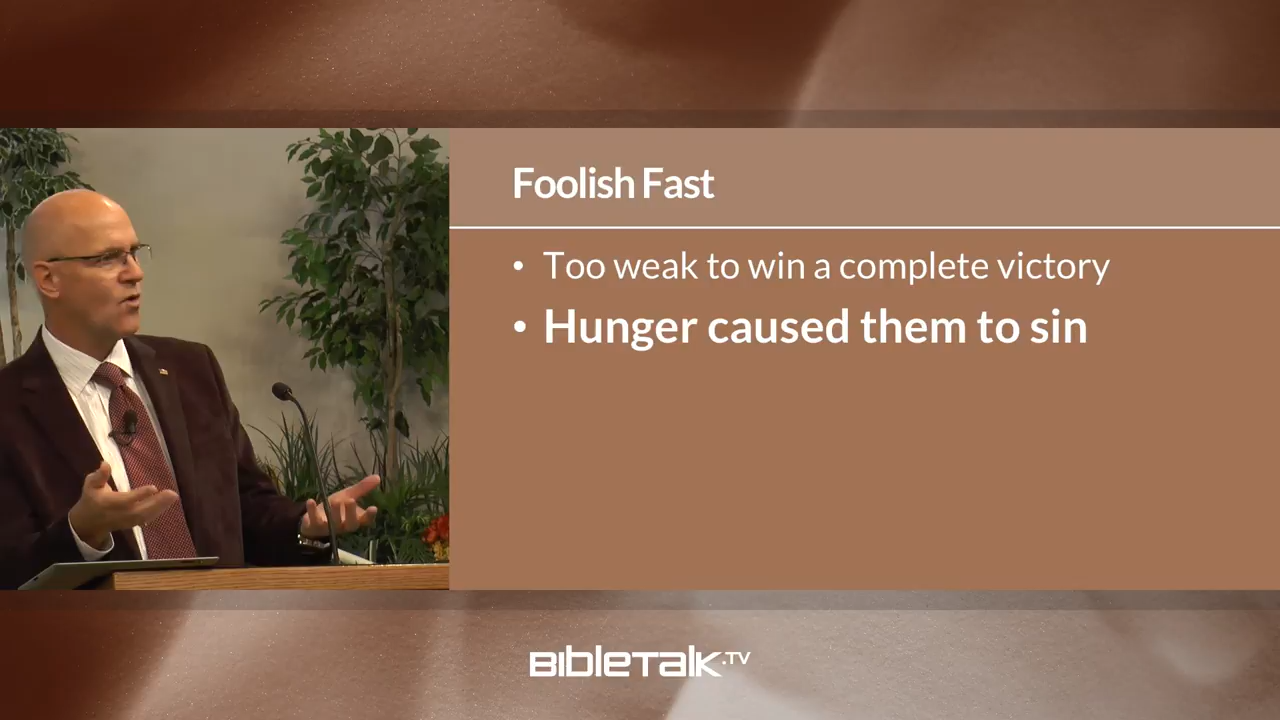 Foolish Fast
• Too weak to win a complete victory
• Hunger caused them to sin
BibleTalk.TV